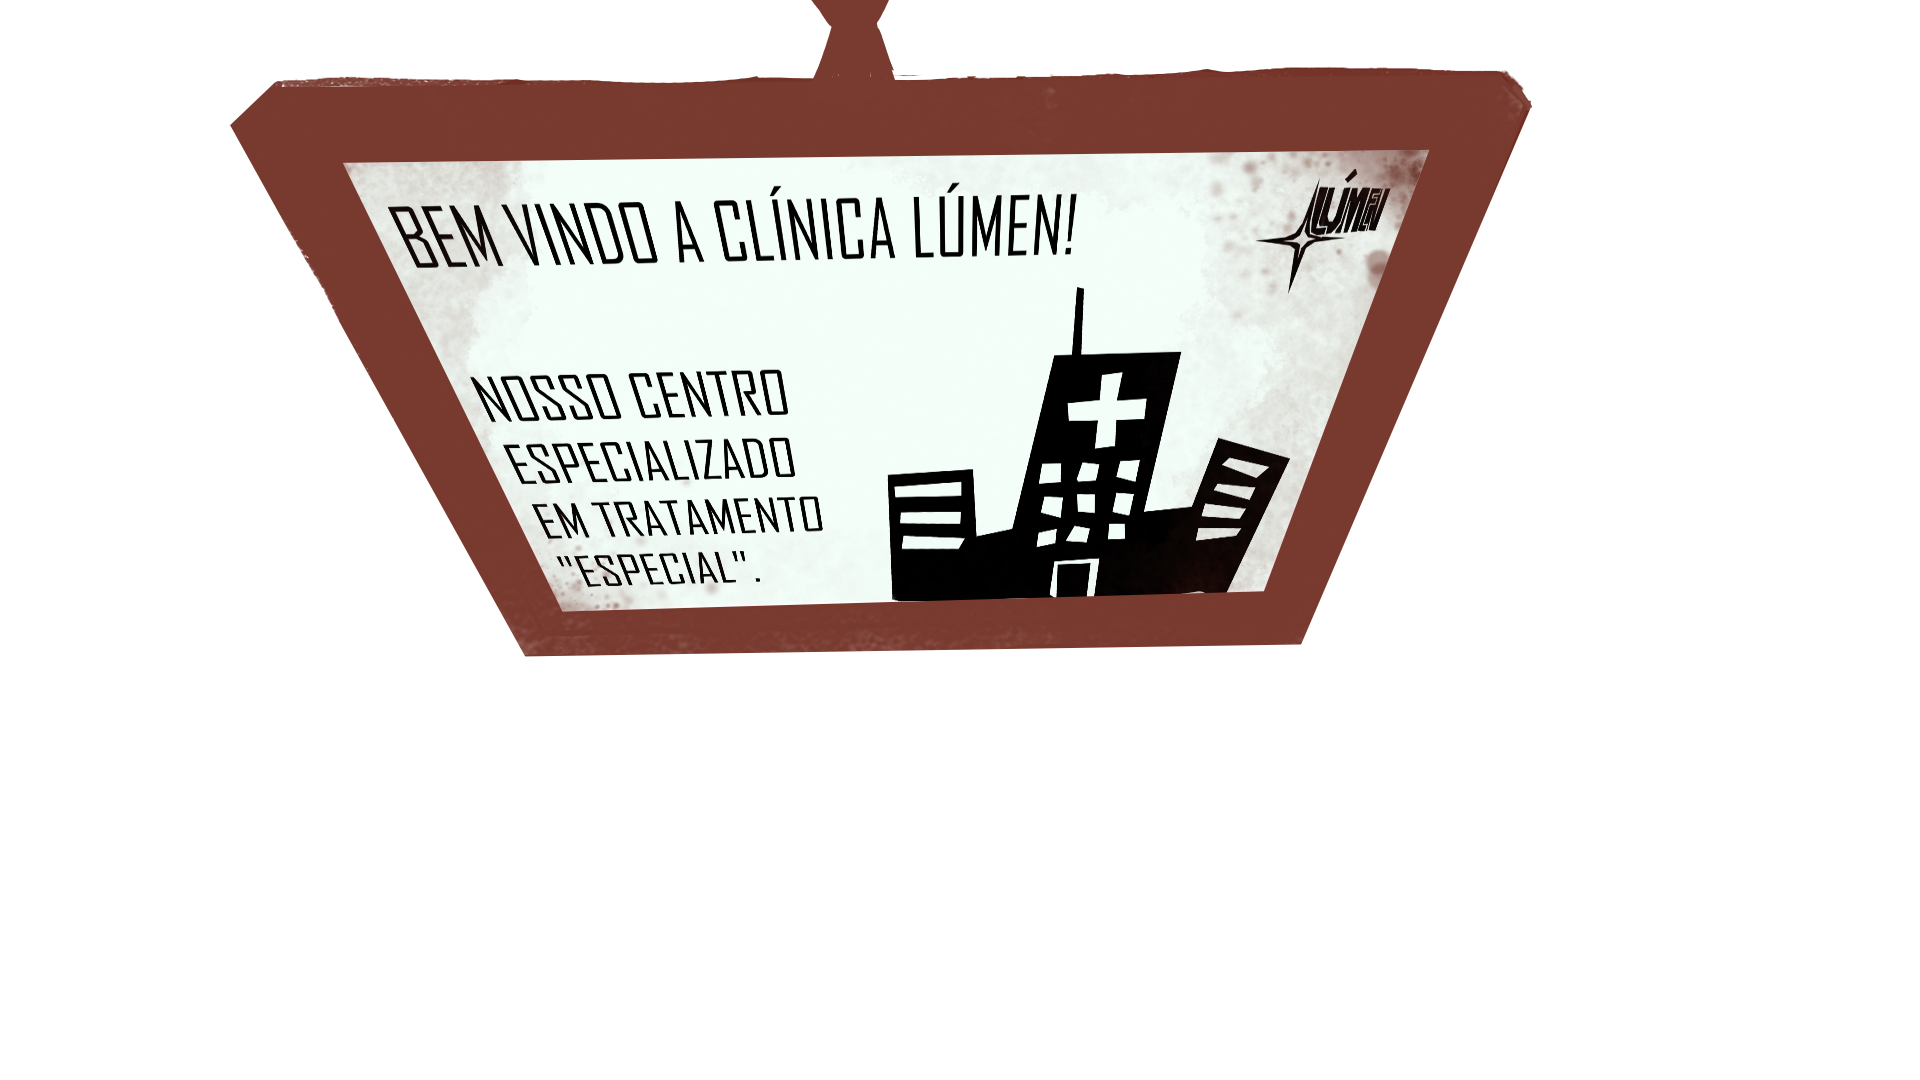 BEM VINDO A CLÍNICA LÚMEN!
LÚMEN
NOSSO CENTRO
ESPECIALIZADO
EM TRATAMENTO
"ESPECIAL".